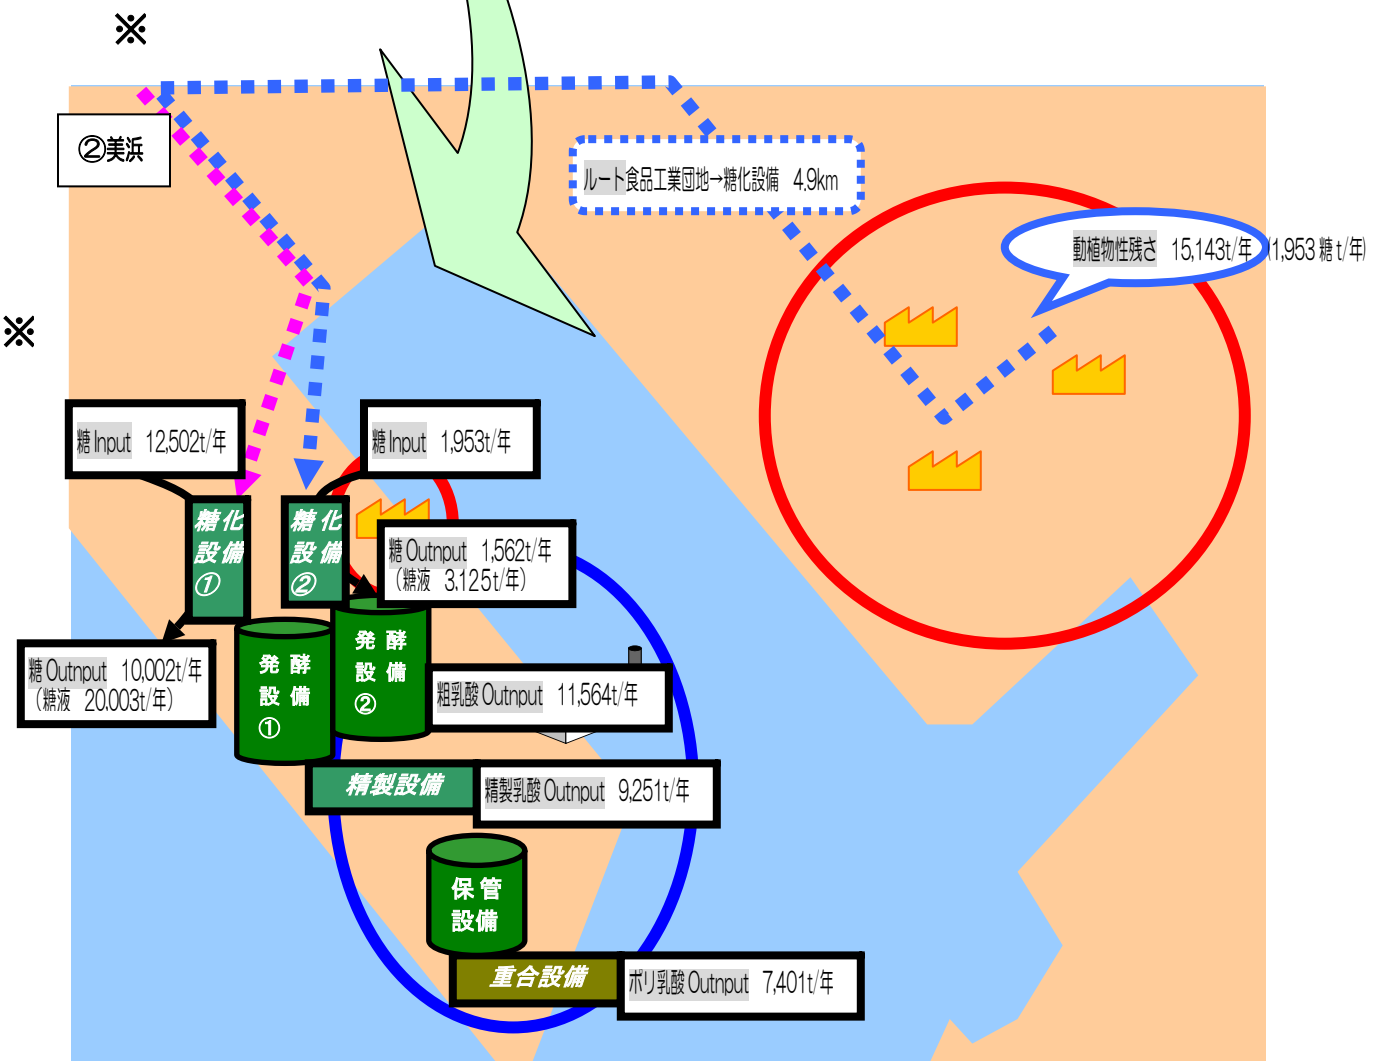 ※
②美浜
ルート食品工業団地→糖化設備 4.9km
動植物性残さ 15,143t/年 (1,953 糖 t/年)
※
糖 Input 12,502t/年
糖 Input 1,953t/年
糖化
設備
①
糖化
設備
②
糖 Outnput 1,562t/年
（糖液 3,125t/年）
糖 Outnput 10,002t/年
（糖液 20,003t/年）
発酵
設備
①
発酵
設備
②
粗乳酸 Outnput 11,564t/年
精製設備
精製乳酸 Outnput 9,251t/年
保管
設備
重合設備
ポリ乳酸 Outnput 7,401t/年